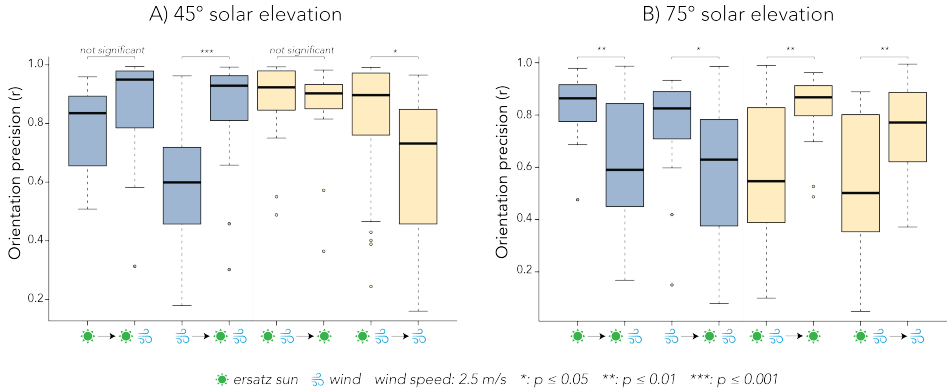 A) 45° solar elevation
B) 75° solar elevation
not significant
***
not significant
*
**
*
**
**
Orientation precision (r)
1.0
0.8
0.6
0.4
0.2
Orientation precision (r)
1.0
0.8
0.6
0.4
0.2
ersatz sun wind wind speed: 2.5 m/s *: p ≤ 0.05 **: p ≤ 0.01 ***: p ≤ 0.001